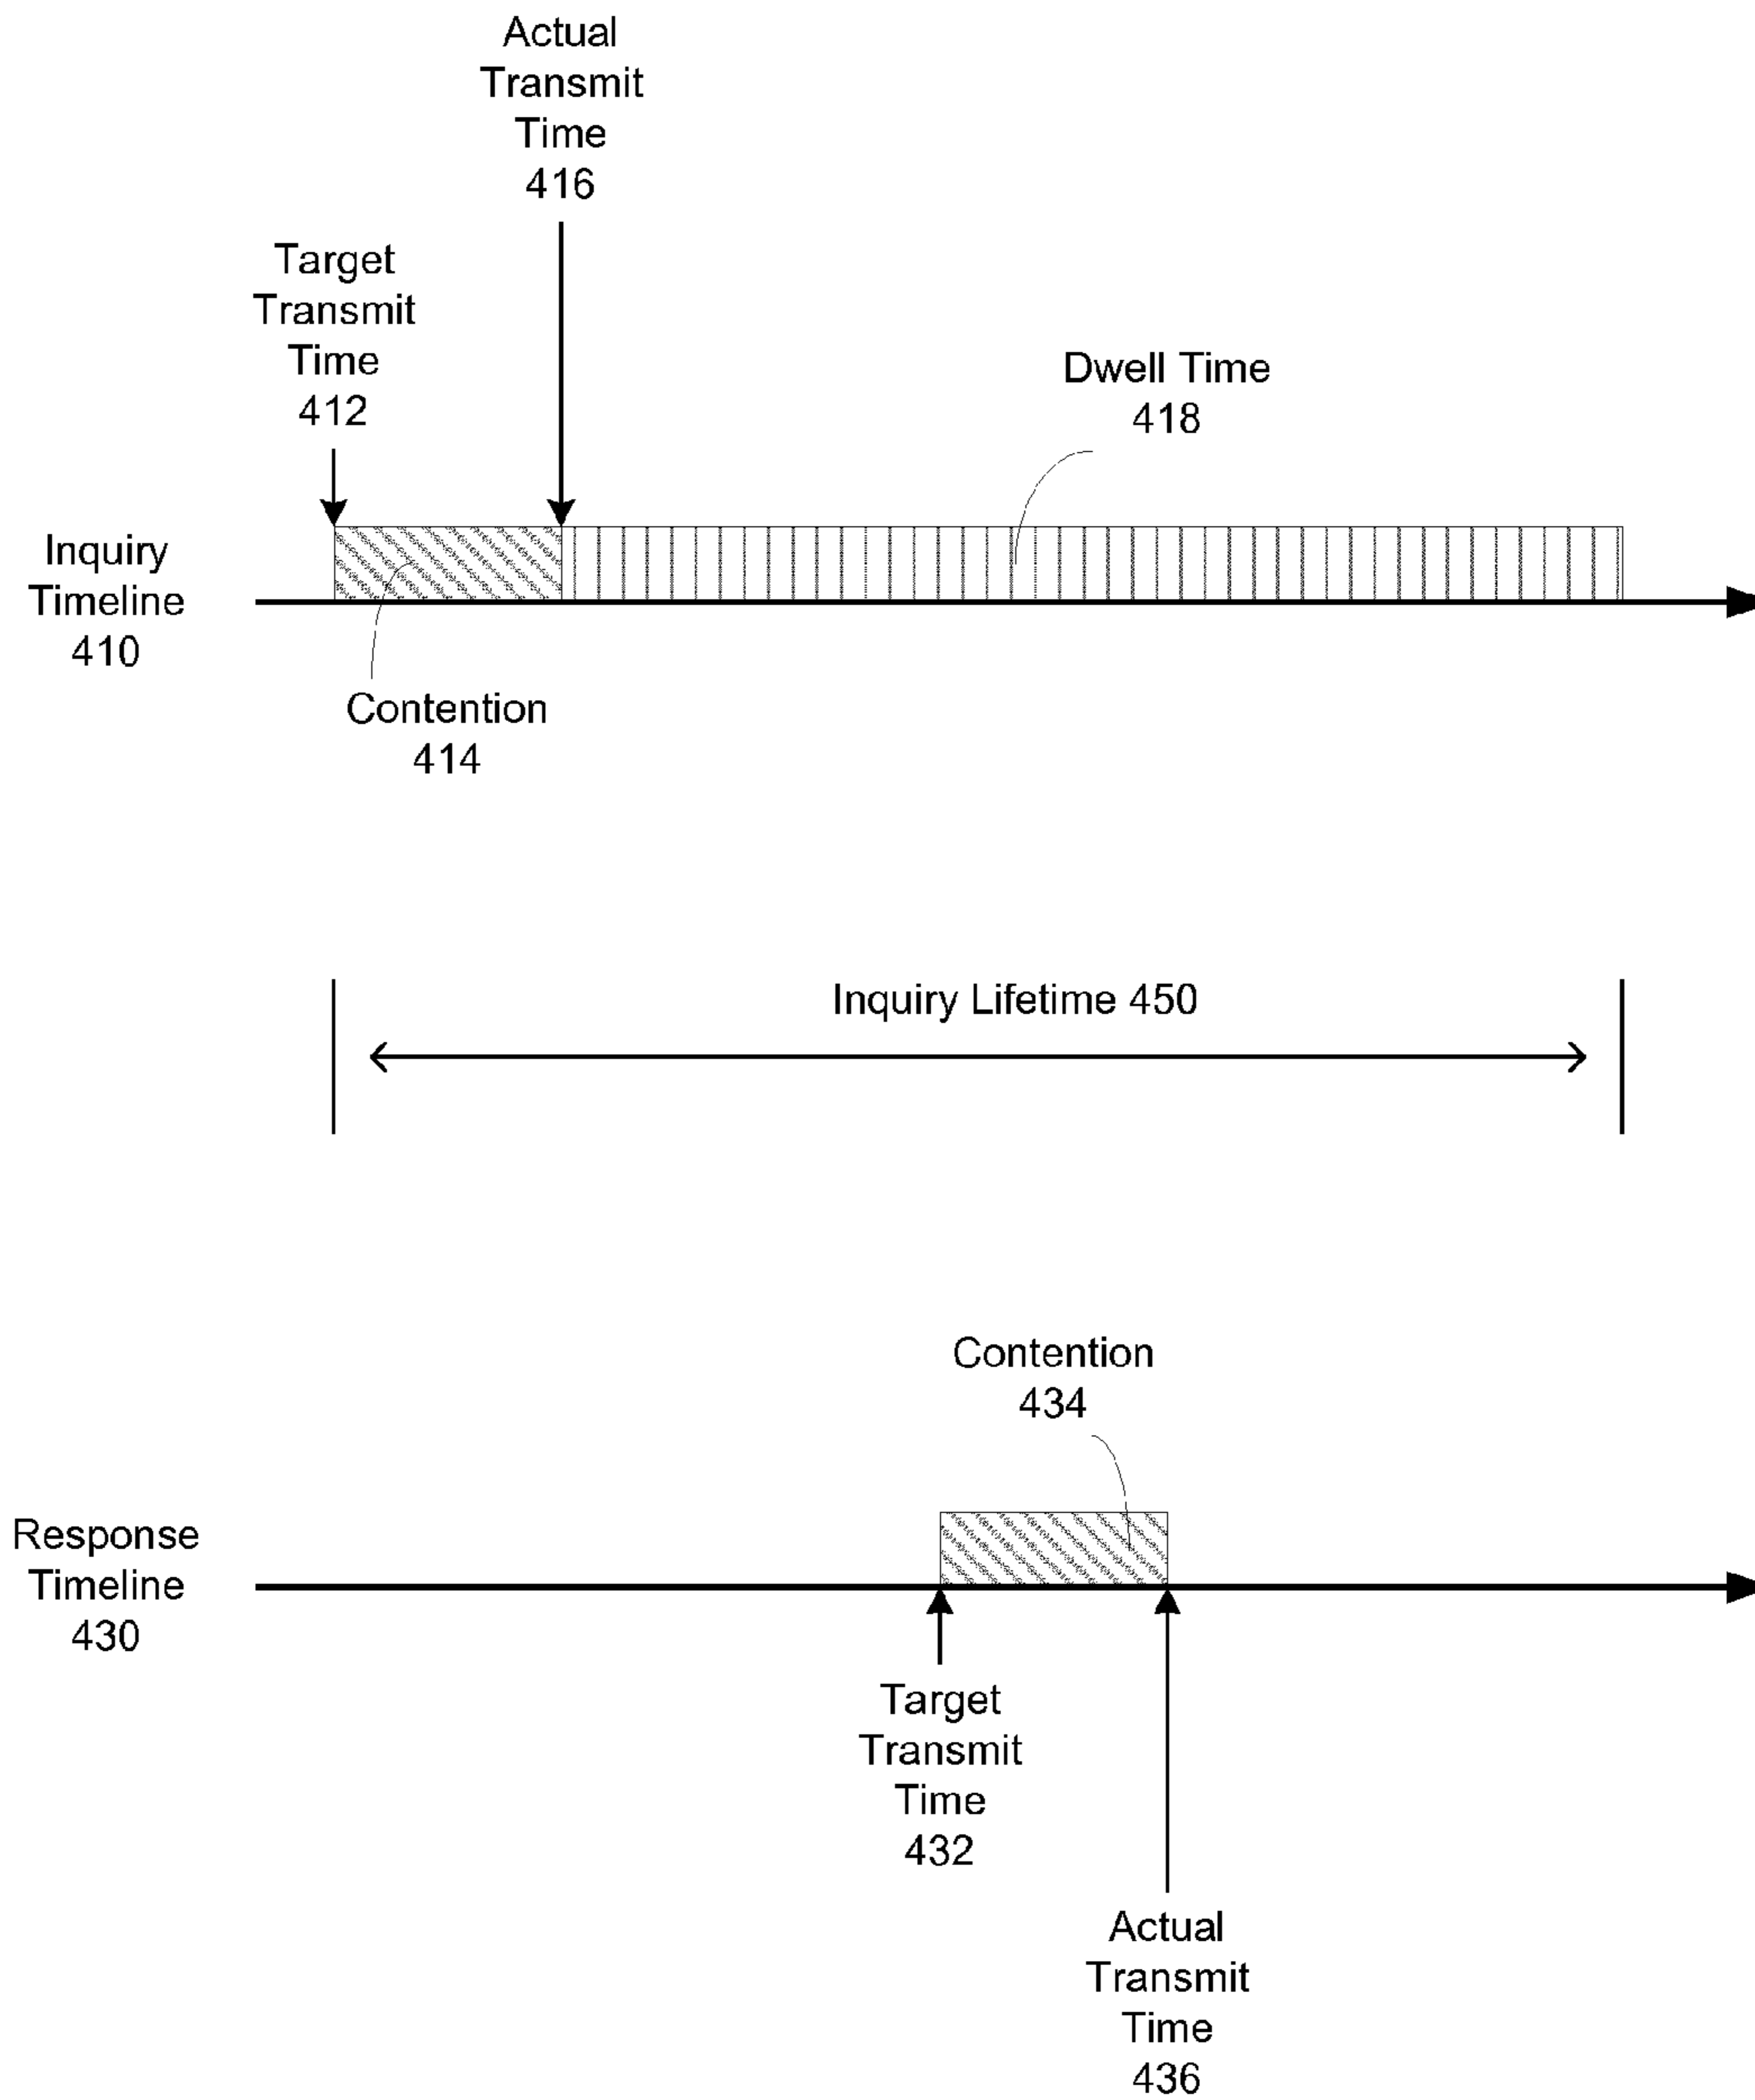 Actual
Transmit
Time
416
Target
Transmit
Time
412
Dwell Time
418
Inquiry
Timeline
410
Contention
414
Inquiry Lifetime 450
Contention
434
Response
Timeline
430
Target
Transmit
Time
432
Actual
Transmit
Time
436